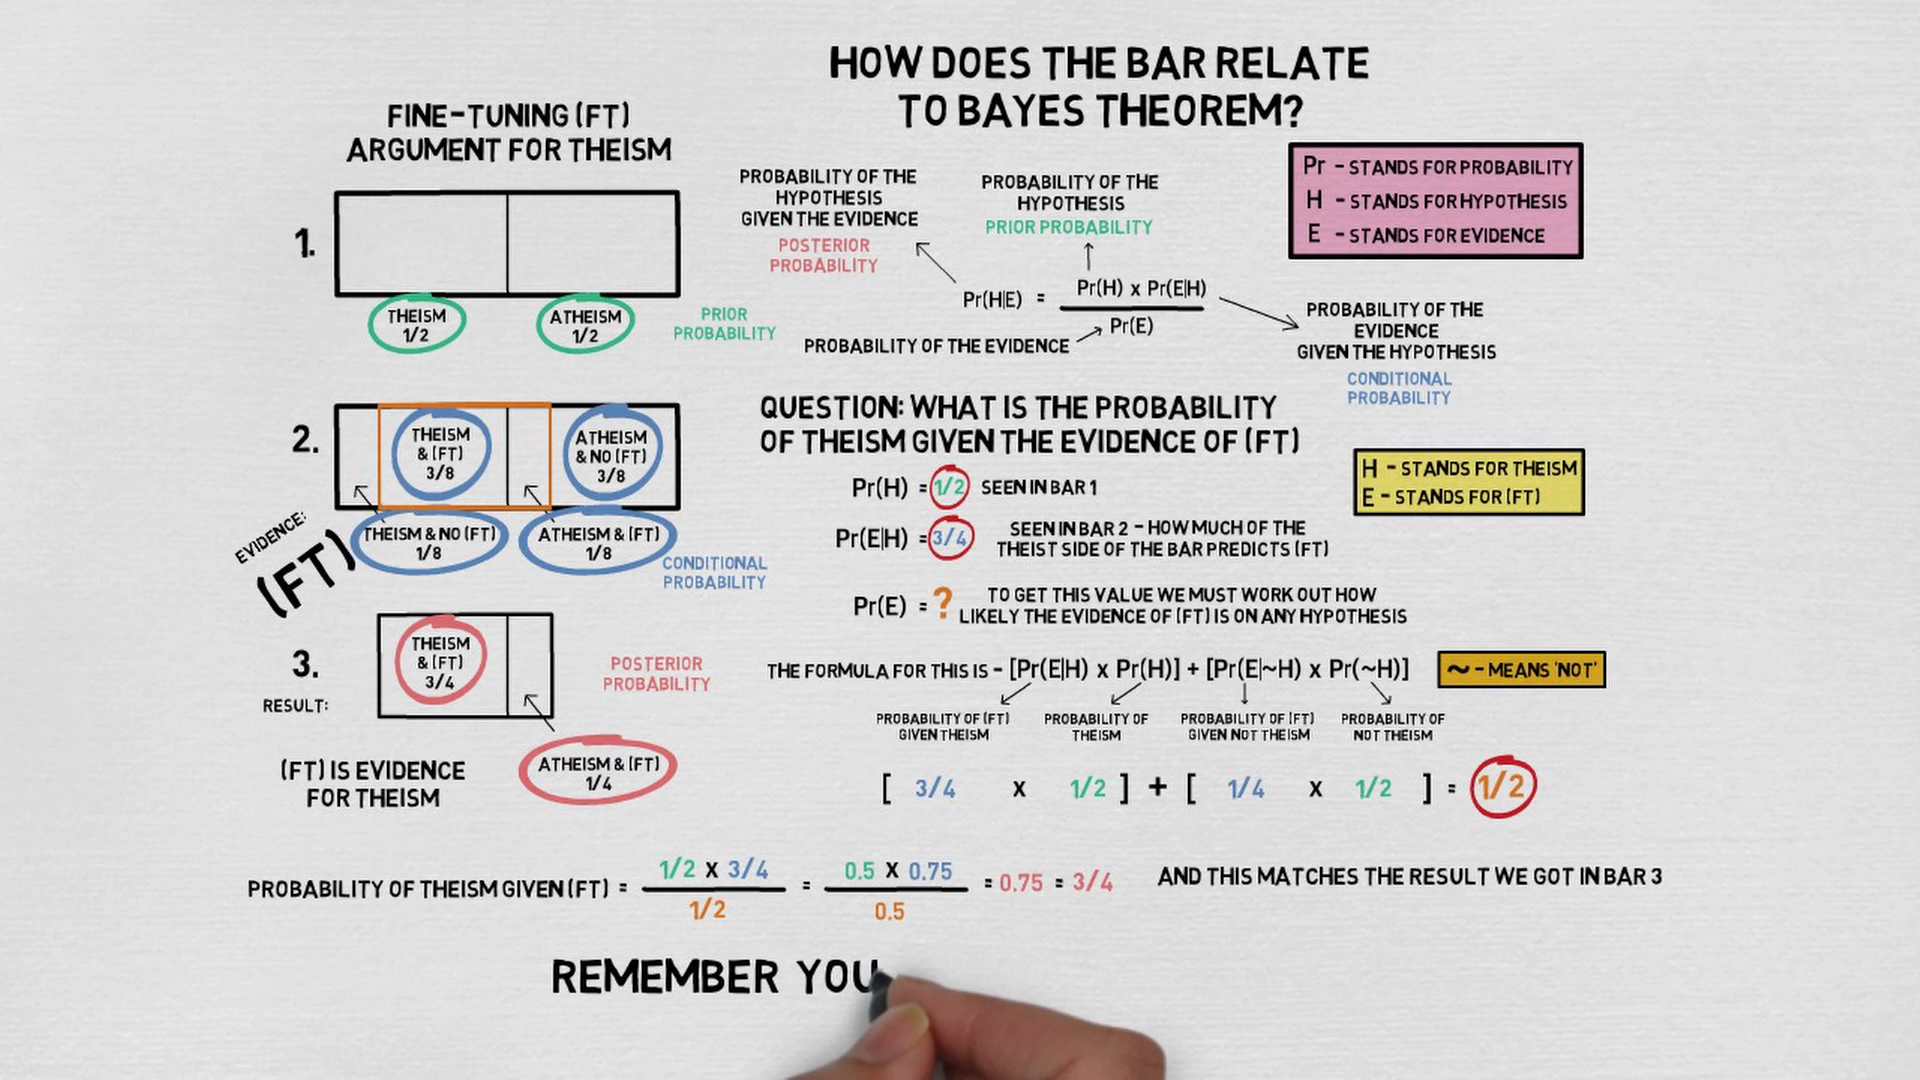 HOW DOES THE BAR RELATE
TO BAYES THEOREM?
FINE-TUNING (FT)
ARGUMENT FOR THEISM
1.
THEISM
1/2
ATHEISM
1/2
PRIOR
PROBABILITY
2.
THEISM
& (FT)
3/8
ATHEISM
& NO (FT)
3/8
EVIDENCE:
(FT)
THEISM & NO (FT)
1/8
ATHEISM & (FT)
1/8
CONDITIONAL
PROBABILITY
3.
RESULT:
THEISM
& (FT)
3/4
POSTERIOR
PROBABILITY
ATHEISM & (FT)
1/4
(FT) IS EVIDENCE
FOR THEISM
PROBABILITY OF THE
HYPOTHESIS
GIVEN THE EVIDENCE
POSTERIOR
PROBABILITY
PROBABILITY OF THE
HYPOTHESIS
PRIOR PROBABILITY
Pr - STANDS FOR PROBABILITY
H - STANDS FOR HYPOTHESIS
E - STANDS FOR EVIDENCE
Pr(H|E) = Pr(H) x Pr(E|H)
Pr(E)
PROBABILITY OF THE EVIDENCE
PROBABILITY OF THE
EVIDENCE
GIVEN THE HYPOTHESIS
CONDITIONAL
PROBABILITY
QUESTION: WHAT IS THE PROBABILITY
OF THEISM GIVEN THE EVIDENCE OF (FT)
H - STANDS FOR THEISM
E - STANDS FOR (FT)
Pr(H) = 1/2 SEEN IN BAR 1
Pr(E|H) = 3/4 SEEN IN BAR 2 - HOW MUCH OF THE
THEIST SIDE OF THE BAR PREDICTS (FT)
Pr(E) = ? TO GET THIS VALUE WE MUST WORK OUT HOW
LIKELY THE EVIDENCE OF (FT) IS ON ANY HYPOTHESIS
THE FORMULA FOR THIS IS - [Pr(E|H) x Pr(H)] + [Pr(E|~H) x Pr(~H)]
~ - MEANS 'NOT'
PROBABILITY OF (FT)
GIVEN THEISM
PROBABILITY OF
THEISM
PROBABILITY OF (FT)
GIVEN NOT THEISM
PROBABILITY OF
NOT THEISM
[ 3/4 x 1/2 ] + [ 1/4 x 1/2 ] = 1/2
PROBABILITY OF THEISM GIVEN (FT) = 1/2 X 3/4 = 0.5 X 0.75 = 0.75 = 3/4
1/2 0.5
AND THIS MATCHES THE RESULT WE GOT IN BAR 3
REMEMBER YOU